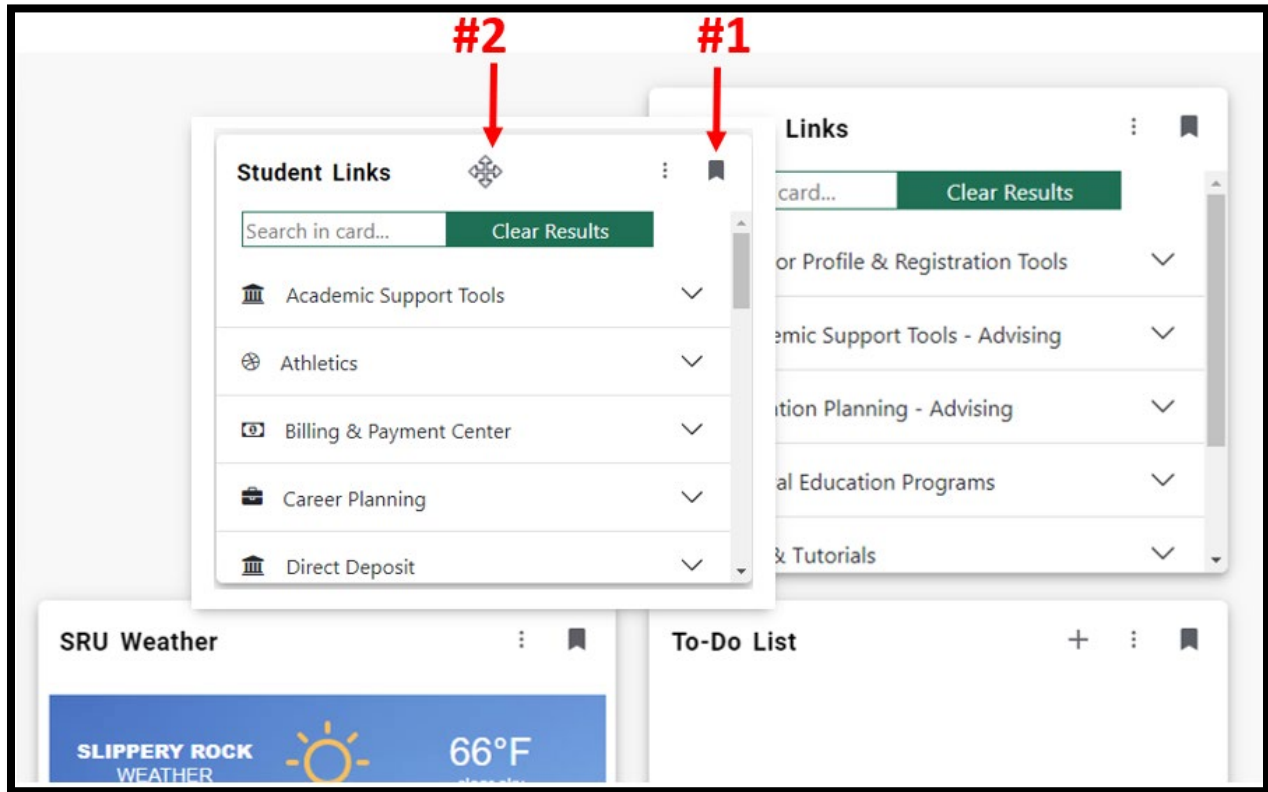 #2 #1
Student Links
Search in card... Clear Results
Academic Support Tools
Athletics
Billing & Payment Center
Career Planning
Direct Deposit
Links
card... Clear Results
or Profile & Registration Tools
emic Support Tools - Advising
tion Planning - Advising
al Education Programs
& Tutorials
SRU Weather
SLIPPERY ROCK
WEATHER
66°F
To-Do List